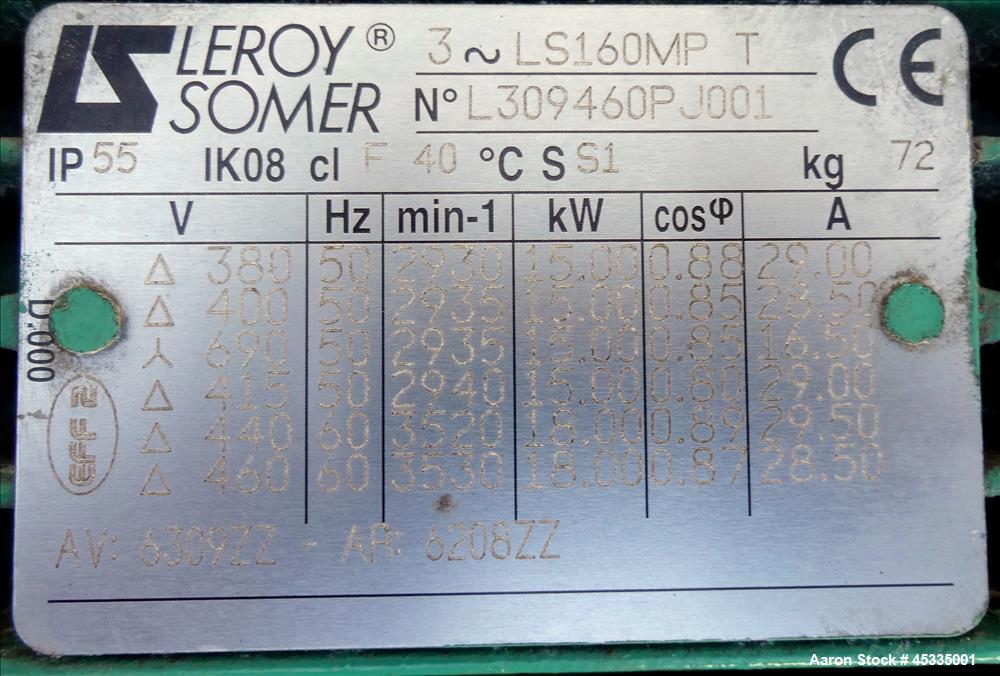 LEROY ® 3 ~ LS160MP T
SOMER N° L309460PJ001
CE
IP 55 IK08 cl F 40 °C S S1 kg 72
V Hz min-1 kW cosφ A
Δ 380 50 2930 15.00 0.88 29.00
Δ 400 50 2935 15.00 0.85 28.50
⅄ 690 50 2935 15.00 0.85 16.50
Δ 415 50 2940 15.00 0.80 29.00
Δ 440 60 3520 18.00 0.89 29.50
Δ 460 60 3530 18.00 0.87 28.50
D.000
EFF 2
AV: 6309ZZ - AR: 6208ZZ
Aaron Stock # 45335001